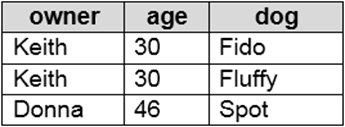 owner age dog
Keith 30 Fido
Keith 30 Fluffy
Donna 46 Spot